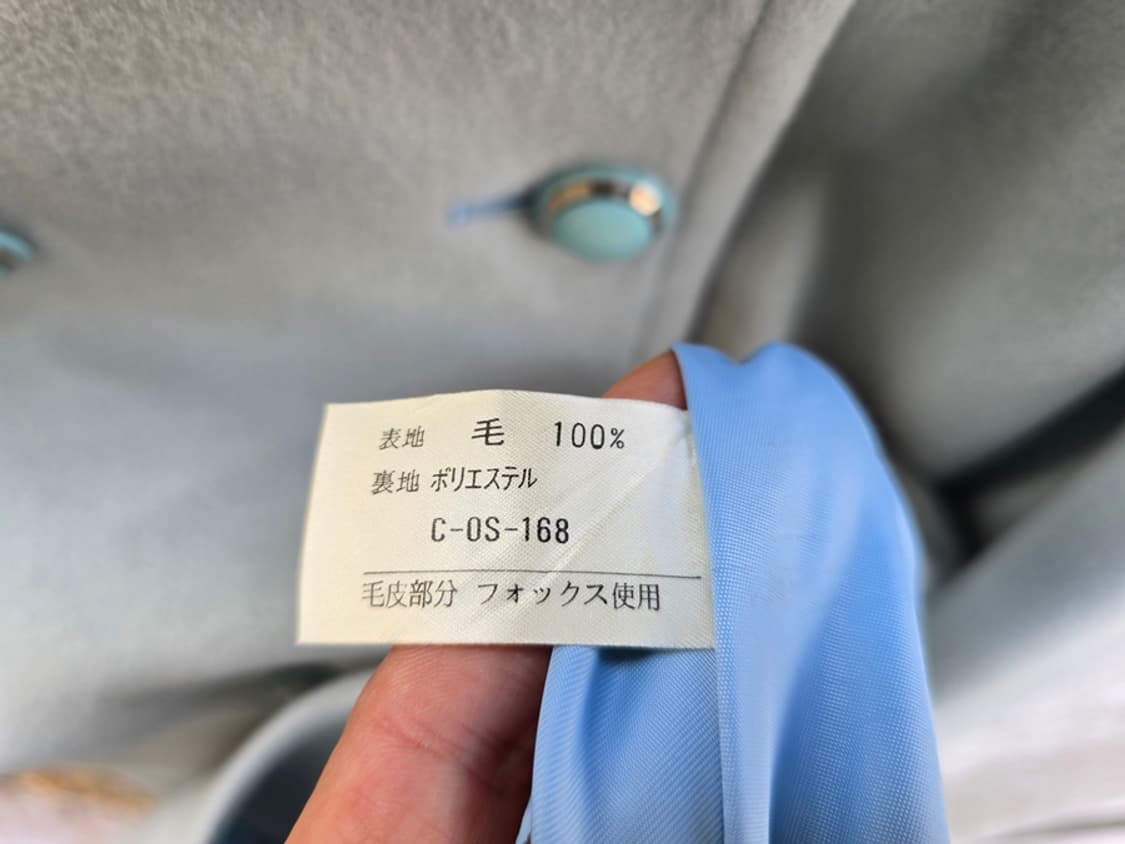 表地 毛 100%
裏地 ポリエステル
C-OS-168
毛皮部分 フォックス使用